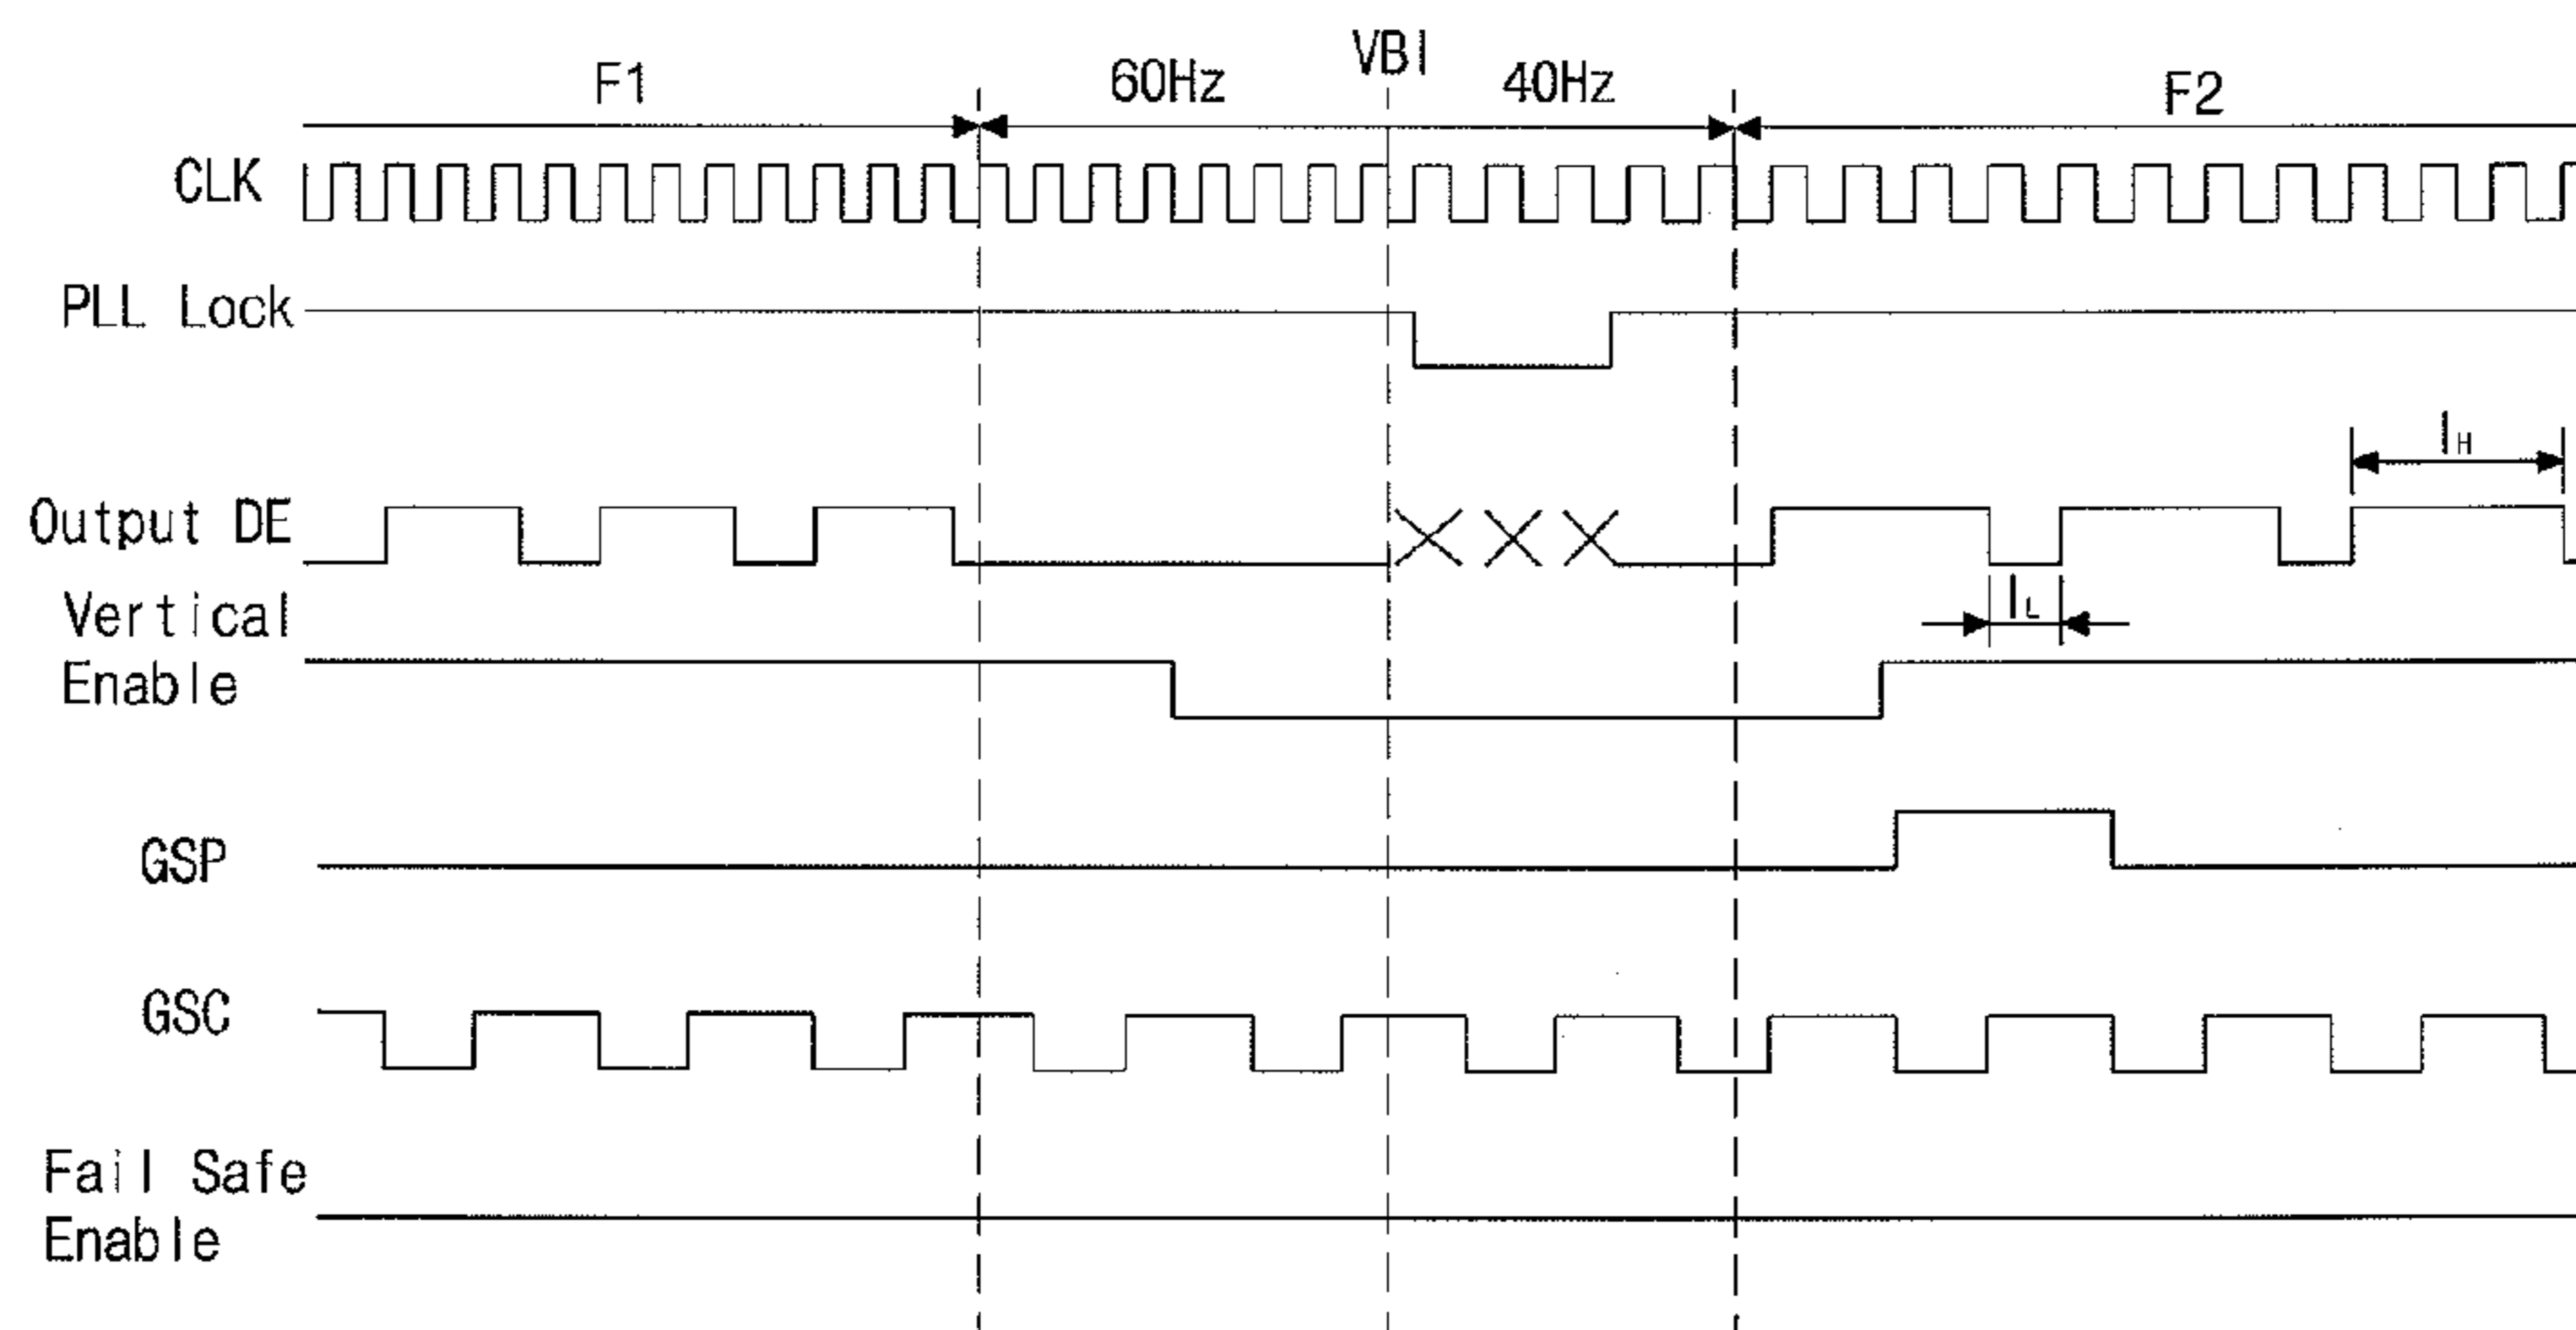 VBI
F1
60Hz
40Hz
F2
CLK
PLL Lock
IH
Output DE
IL
Vertical
Enable
GSP
GSC
Fail Safe
Enable